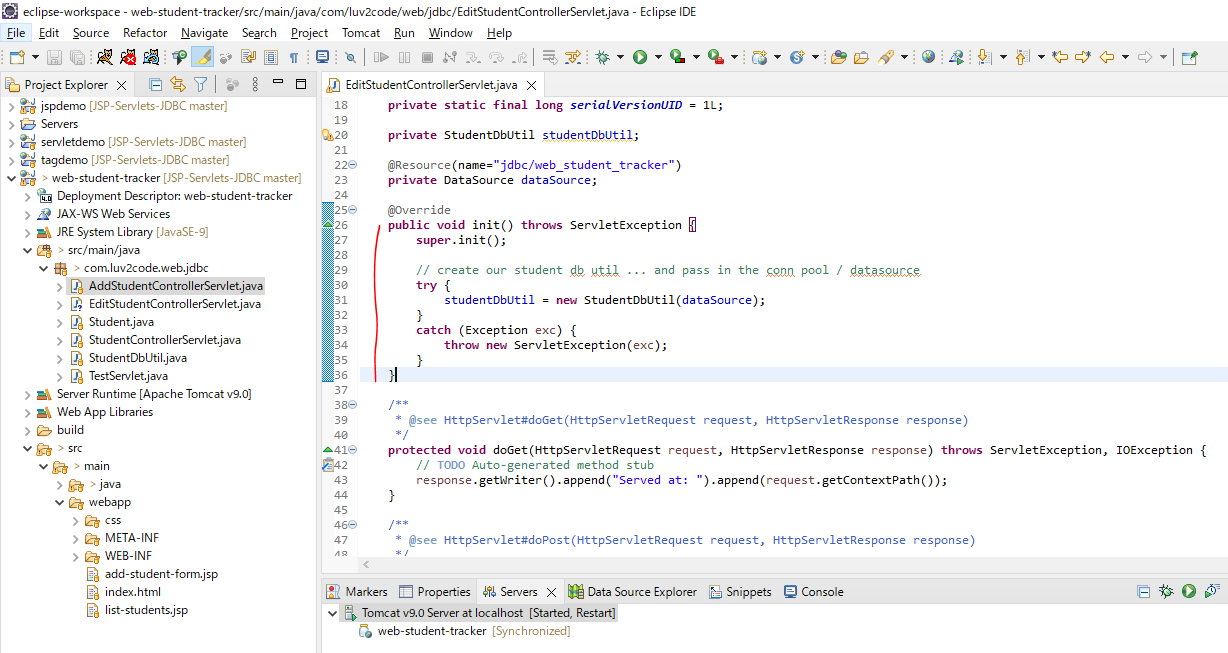 eclipse-workspace - web-student-tracker/src/main/java/com/luv2code/web/jdbc/EditStudentControllerServlet.java - Eclipse IDE
File Edit Source Refactor Navigate Search Project Tomcat Run Window Help
Project Explorer
jspdemo [JSP-Servlets-JDBC master]
Servers
servletdemo [JSP-Servlets-JDBC master]
tagdemo [JSP-Servlets-JDBC master]
> web-student-tracker [JSP-Servlets-JDBC master]
Deployment Descriptor: web-student-tracker
JAX-WS Web Services
JRE System Library [JavaSE-9]
> src/main/java
> com.luv2code.web.jdbc
AddStudentControllerServlet.java
EditStudentControllerServlet.java
Student.java
StudentControllerServlet.java
StudentDbUtil.java
TestServlet.java
Server Runtime [Apache Tomcat v9.0]
Web App Libraries
build
> src
> main
> java
webapp
css
META-INF
WEB-INF
add-student-form.jsp
index.html
list-students.jsp
EditStudentControllerServlet.java
18 private static final long serialVersionUID = 1L;
19
20 private StudentDbUtil studentDbUtil;
21
22 @Resource(name="jdbc/web_student_tracker")
23 private DataSource dataSource;
24
25 @Override
26 public void init() throws ServletException {
27 super.init();
28
29 // create our student db util ... and pass in the conn pool / datasource
30 try {
31 studentDbUtil = new StudentDbUtil(dataSource);
32 }
33 catch (Exception exc) {
34 throw new ServletException(exc);
35 }
36 }
37
38 /**
39 * @see HttpServlet#doGet(HttpServletRequest request, HttpServletResponse response)
40 */
41 protected void doGet(HttpServletRequest request, HttpServletResponse response) throws ServletException, IOException {
42 // TODO Auto-generated method stub
43 response.getWriter().append("Served at: ").append(request.getContextPath());
44 }
45
46 /**
47 * @see HttpServlet#doPost(HttpServletRequest request, HttpServletResponse response)
48 */
Markers Properties Servers Data Source Explorer Snippets Console
Tomcat v9.0 Server at localhost [Started, Restart]
web-student-tracker [Synchronized]